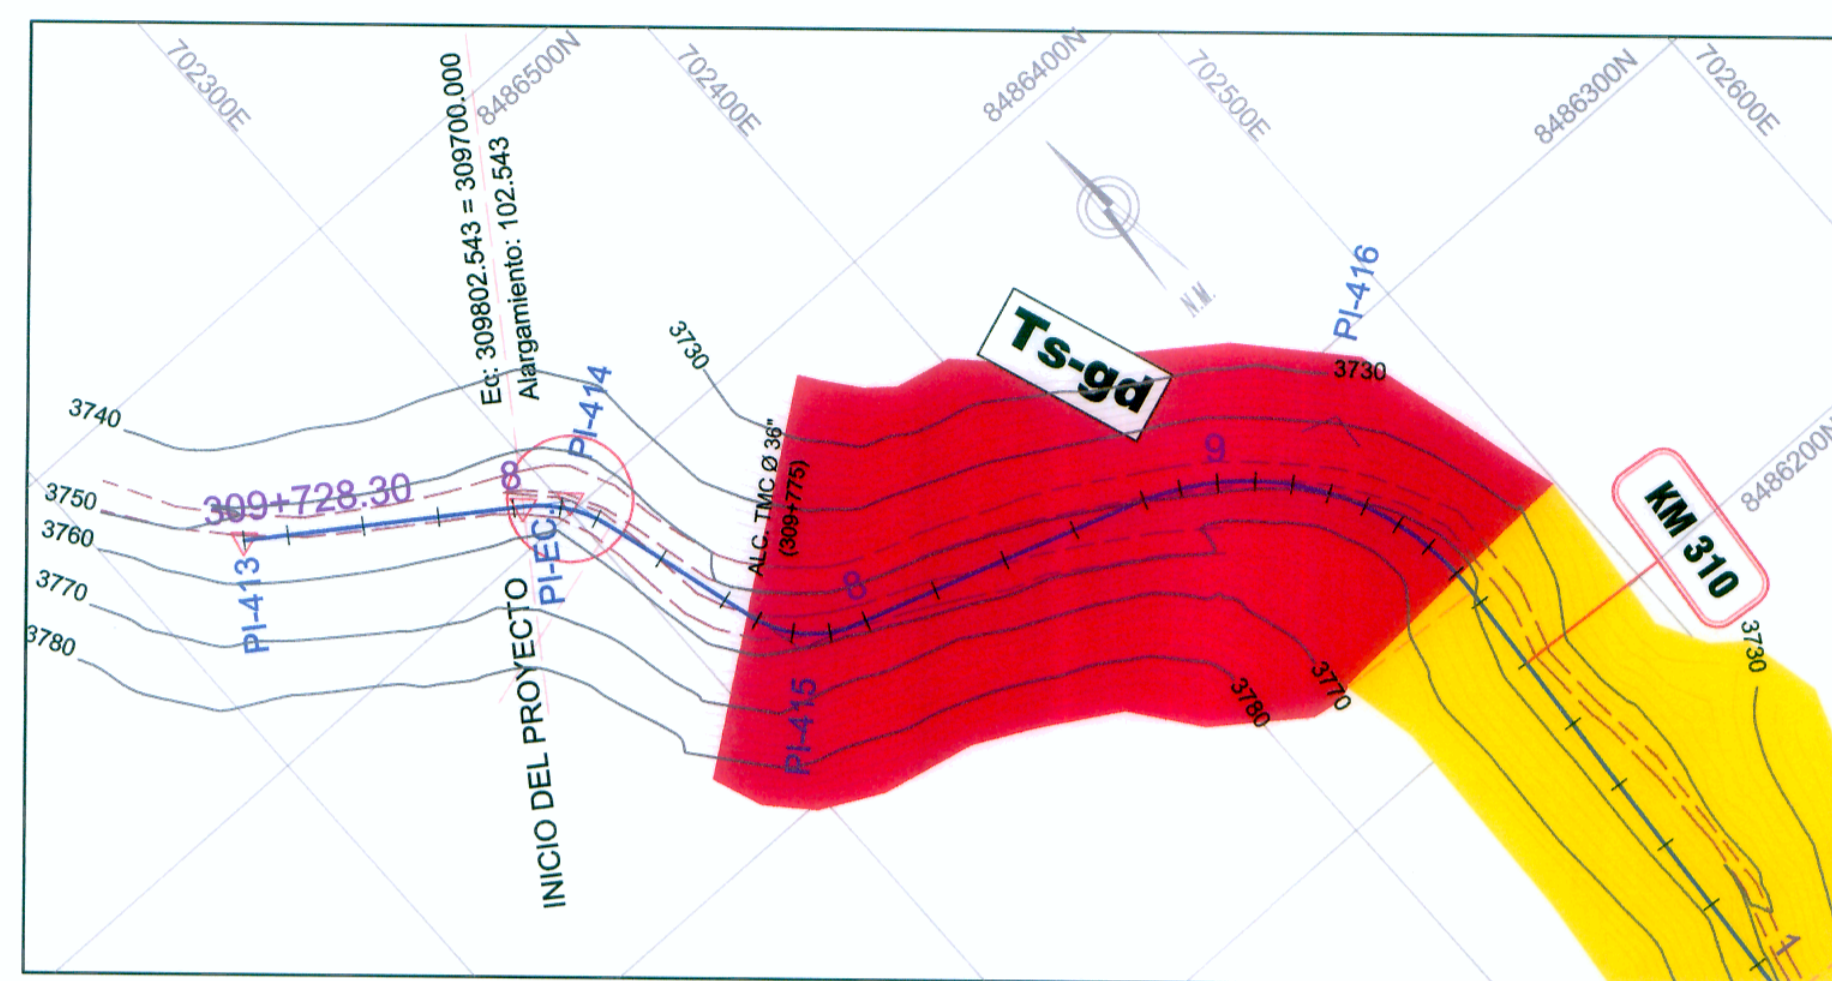 702300E
8486500N
702400E
8486400N
702500E
8486300N
702600E
Ec: 309802.543 = 309700.000
Alargamiento: 102.543
N.M.
PI-416
3730
Ts-gd
3730
3740
PI-414
ALC. TMC Ø 36"
(309+775)
9
8486200N
8
309+728.30
3750
KM 310
3760
PI-EC.
8
PI-413
3770
3730
3780
INICIO DEL PROYECTO
PI-415
3770
3780
1